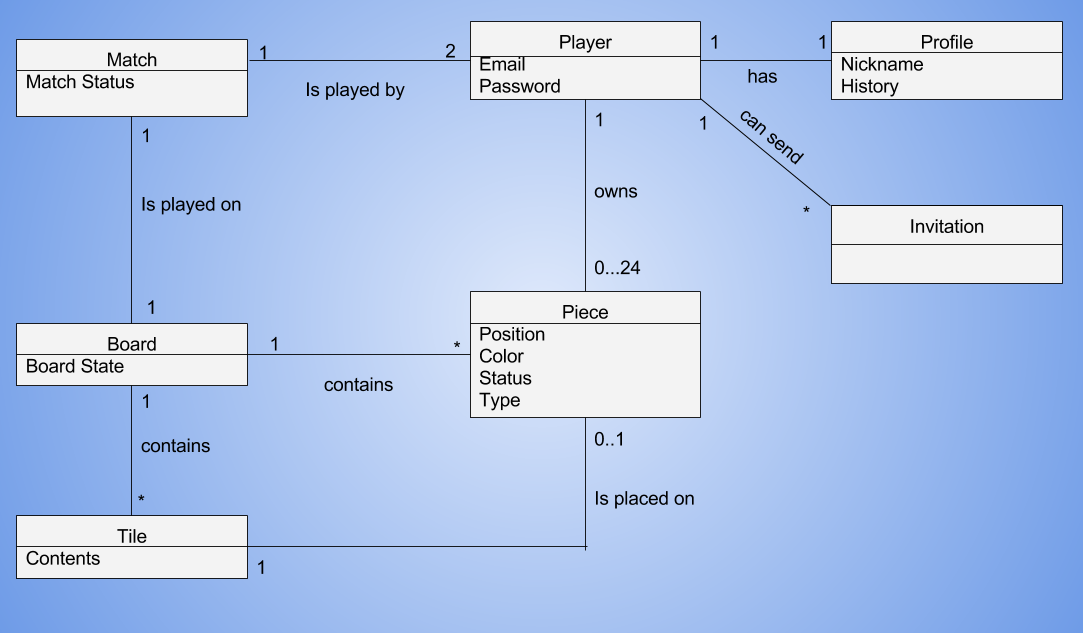 Match
Match Status
1
Is played by
2
Player
Email
Password
1
has
1
Profile
Nickname
History
1
can send
*
Invitation
1
owns
0...24
1
Is played on
1
Board
Board State
1
contains
*
Piece
Position
Color
Status
Type
1
contains
*
0..1
Is placed on
Tile
Contents
1